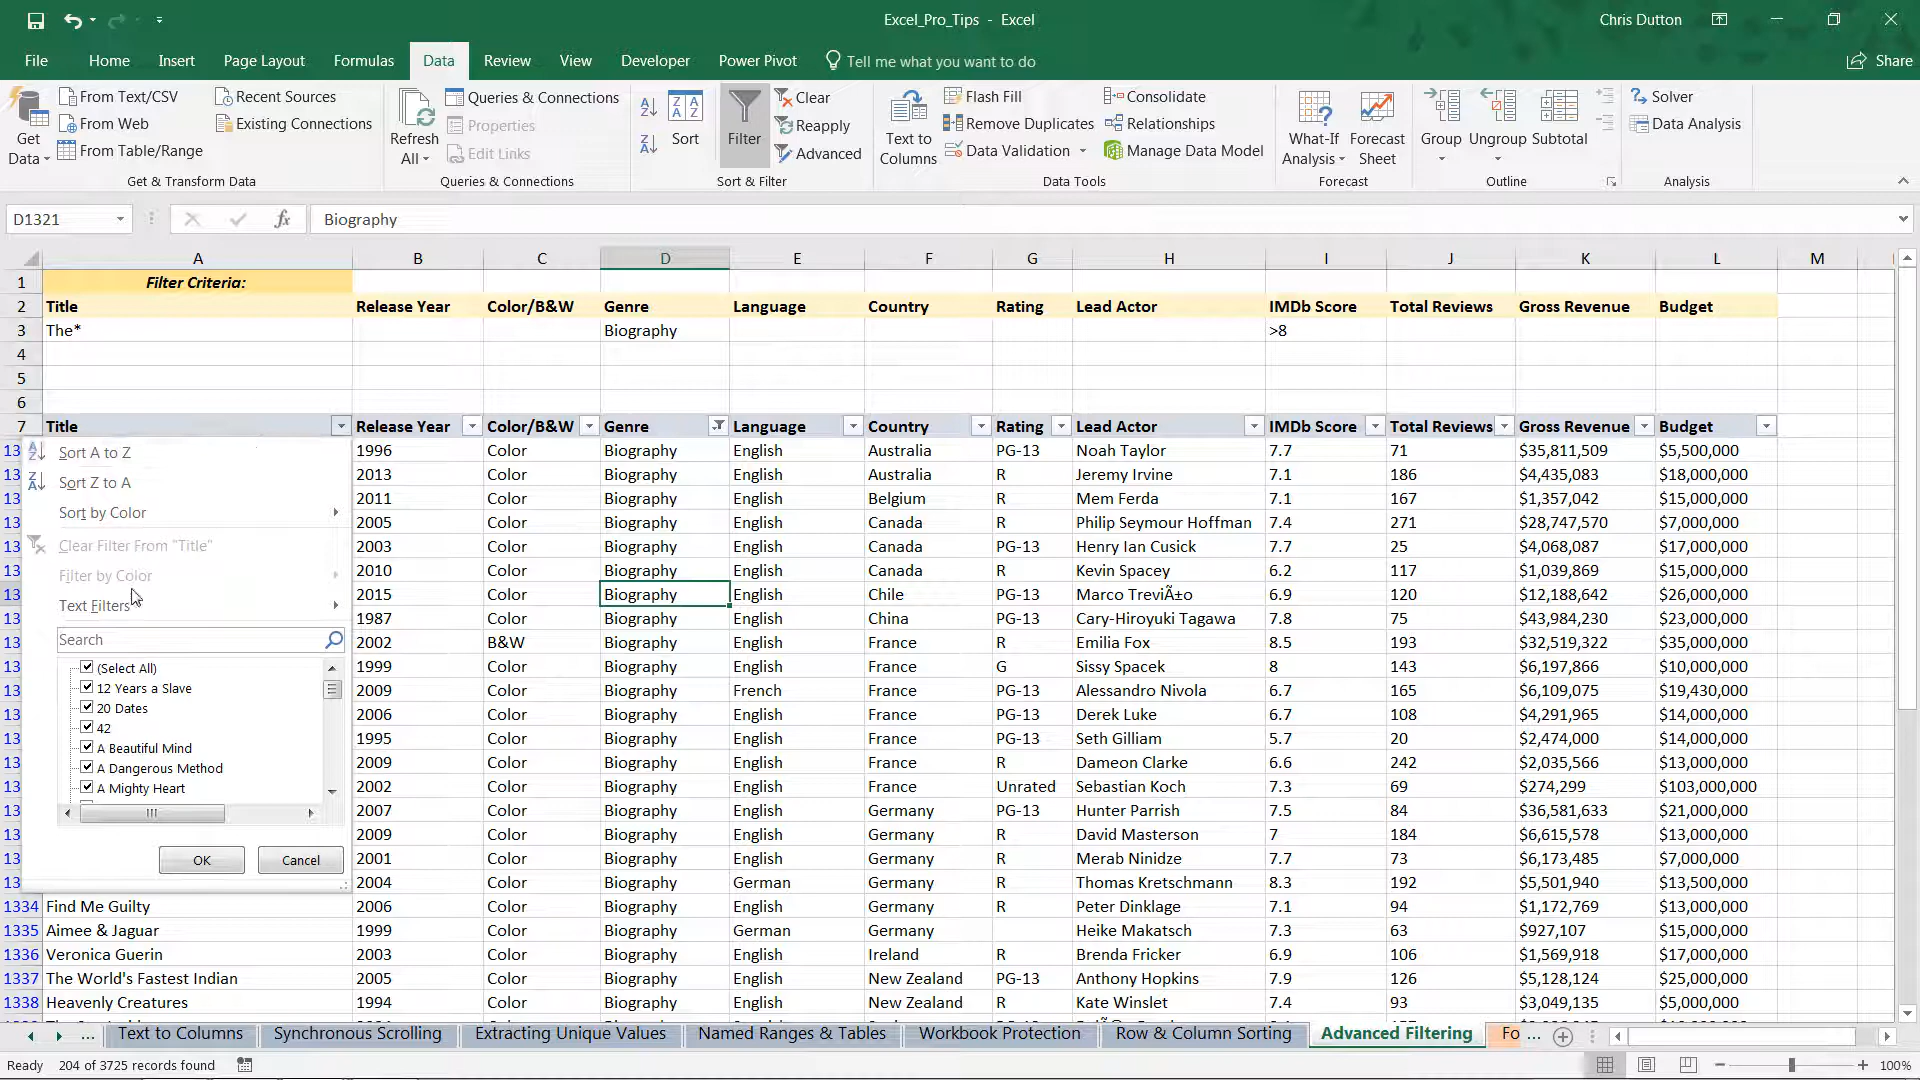 Excel_Pro_Tips - Excel
Chris Dutton
File Home Insert Page Layout Formulas Data Review View Developer Power Pivot Tell me what you want to do Share
Get Data
From Text/CSV
From Web
From Table/Range
Recent Sources
Existing Connections
Get & Transform Data
Refresh All
Queries & Connections
Properties
Edit Links
Queries & Connections
Sort
Filter
Clear
Reapply
Advanced
Sort & Filter
Text to Columns
Flash Fill
Remove Duplicates
Data Validation
Consolidate
Relationships
Manage Data Model
Data Tools
What-If Analysis
Forecast Sheet
Forecast
Group
Ungroup
Subtotal
Outline
Solver
Data Analysis
Analysis
D1321 fx Biography
A B C D E F G H I J K L M
1 Filter Criteria:
2 Title Release Year Color/B&W Genre Language Country Rating Lead Actor IMDb Score Total Reviews Gross Revenue Budget
3 The* Biography >8
4
5
6
7 Title Release Year Color/B&W Genre Language Country Rating Lead Actor IMDb Score Total Reviews Gross Revenue Budget
13 1996 Color Biography English Australia PG-13 Noah Taylor 7.7 71 $35,811,509 $5,500,000
13 2013 Color Biography English Australia R Jeremy Irvine 7.1 186 $4,435,083 $18,000,000
13 2011 Color Biography English Belgium R Mem Ferda 7.1 167 $1,357,042 $15,000,000
13 2005 Color Biography English Canada R Philip Seymour Hoffman 7.4 271 $28,747,570 $7,000,000
13 2003 Color Biography English Canada PG-13 Henry Ian Cusick 7.7 25 $4,068,087 $17,000,000
13 2010 Color Biography English Canada R Kevin Spacey 6.2 117 $1,039,869 $15,000,000
13 2015 Color Biography English Chile PG-13 Marco TreviÃ±o 6.9 120 $12,188,642 $26,000,000
13 1987 Color Biography English China PG-13 Cary-Hiroyuki Tagawa 7.8 75 $43,984,230 $23,000,000
13 2002 B&W Biography English France R Emilia Fox 8.5 193 $32,519,322 $35,000,000
13 1999 Color Biography English France G Sissy Spacek 8 143 $6,197,866 $10,000,000
13 2009 Color Biography French France PG-13 Alessandro Nivola 6.7 165 $6,109,075 $19,430,000
13 2006 Color Biography English France PG-13 Derek Luke 6.7 108 $4,291,965 $14,000,000
13 1995 Color Biography English France PG-13 Seth Gilliam 5.7 20 $2,474,000 $14,000,000
13 2009 Color Biography English France R Dameon Clarke 6.6 242 $2,035,566 $13,000,000
13 2002 Color Biography English France Unrated Sebastian Koch 7.3 69 $274,299 $103,000,000
13 2007 Color Biography English Germany PG-13 Hunter Parrish 7.5 84 $36,581,633 $21,000,000
13 2009 Color Biography English Germany R David Masterson 7 184 $6,615,578 $13,000,000
13 2001 Color Biography English Germany R Merab Ninidze 7.7 73 $6,173,485 $7,000,000
13 2004 Color Biography German Germany R Thomas Kretschmann 8.3 192 $5,501,940 $13,500,000
1334 Find Me Guilty 2006 Color Biography English Germany R Peter Dinklage 7.1 94 $1,172,769 $13,000,000
1335 Aimee & Jaguar 1999 Color Biography German Germany Heike Makatsch 7.3 63 $927,107 $15,000,000
1336 Veronica Guerin 2003 Color Biography English Ireland R Brenda Fricker 6.9 106 $1,569,918 $17,000,000
1337 The World's Fastest Indian 2005 Color Biography English New Zealand PG-13 Anthony Hopkins 7.9 126 $5,128,124 $25,000,000
1338 Heavenly Creatures 1994 Color Biography English New Zealand R Kate Winslet 7.4 93 $3,049,135 $5,000,000
Sort A to Z
Sort Z to A
Sort by Color
Clear Filter From "Title"
Filter by Color
Text Filters
Search
(Select All)
12 Years a Slave
20 Dates
42
A Beautiful Mind
A Dangerous Method
A Mighty Heart
OK Cancel
... Text to Columns Synchronous Scrolling Extracting Unique Values Named Ranges & Tables Workbook Protection Row & Column Sorting Advanced Filtering Fo ...
Ready 204 of 3725 records found 100%